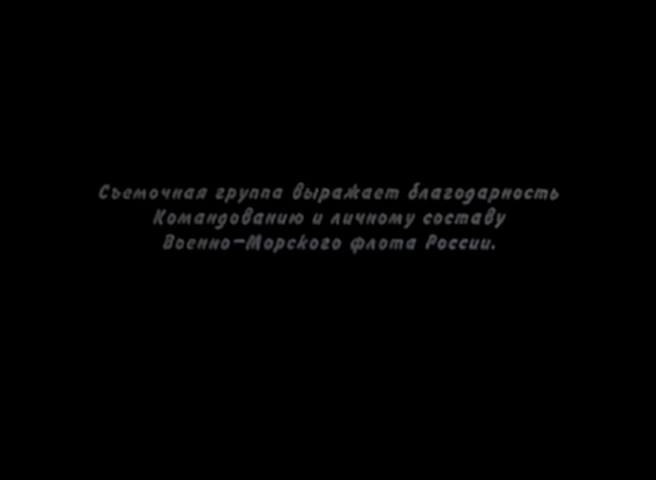 Съемочная группа выражает благодарность
Командованию и личному составу
Военно-Морского флота России.